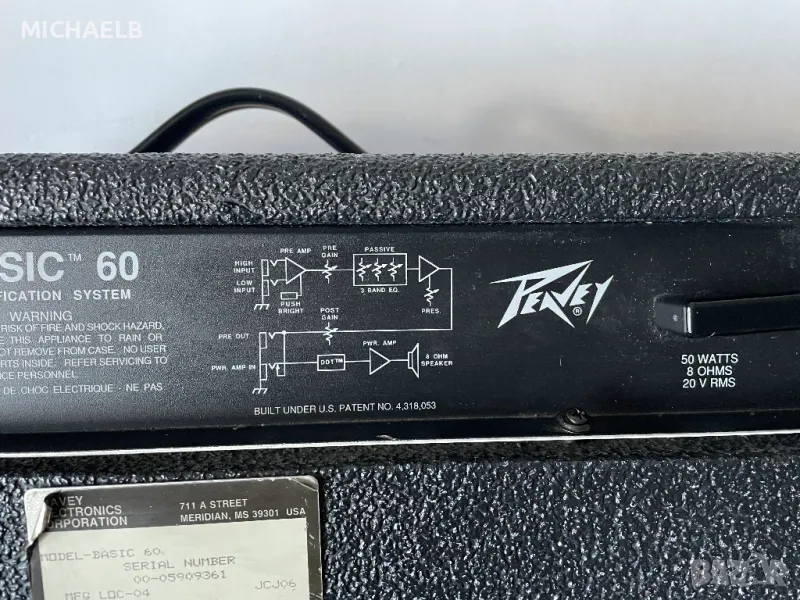 MICHAELB
SIC™ 60
FICATION SYSTEM
WARNING
RISK OF FIRE AND SHOCK HAZARD,
E THIS APPLIANCE TO RAIN OR
NOT REMOVE FROM CASE. NO USER
RTS INSIDE. REFER SERVICING TO
CE PERSONNEL.
DE CHOC ELECTRIQUE - NE PAS
HIGH INPUT
LOW INPUT
PRE AMP
PUSH BRIGHT
PRE GAIN
PASSIVE
3 BAND EQ.
PRES.
POST GAIN
PRE OUT
PWR. AMP IN
DDT™
PWR. AMP
8 OHM SPEAKER
BUILT UNDER U.S. PATENT NO. 4,318,053
PEAVEY®
50 WATTS
8 OHMS
20 V RMS
AVEY
ECTRONICS
ORPORATION
711 A STREET
MERIDIAN, MS 39301 USA
MODEL-BASIC 60
SERIAL NUMBER
00-05909361
MFG LOC-04 JCJ06